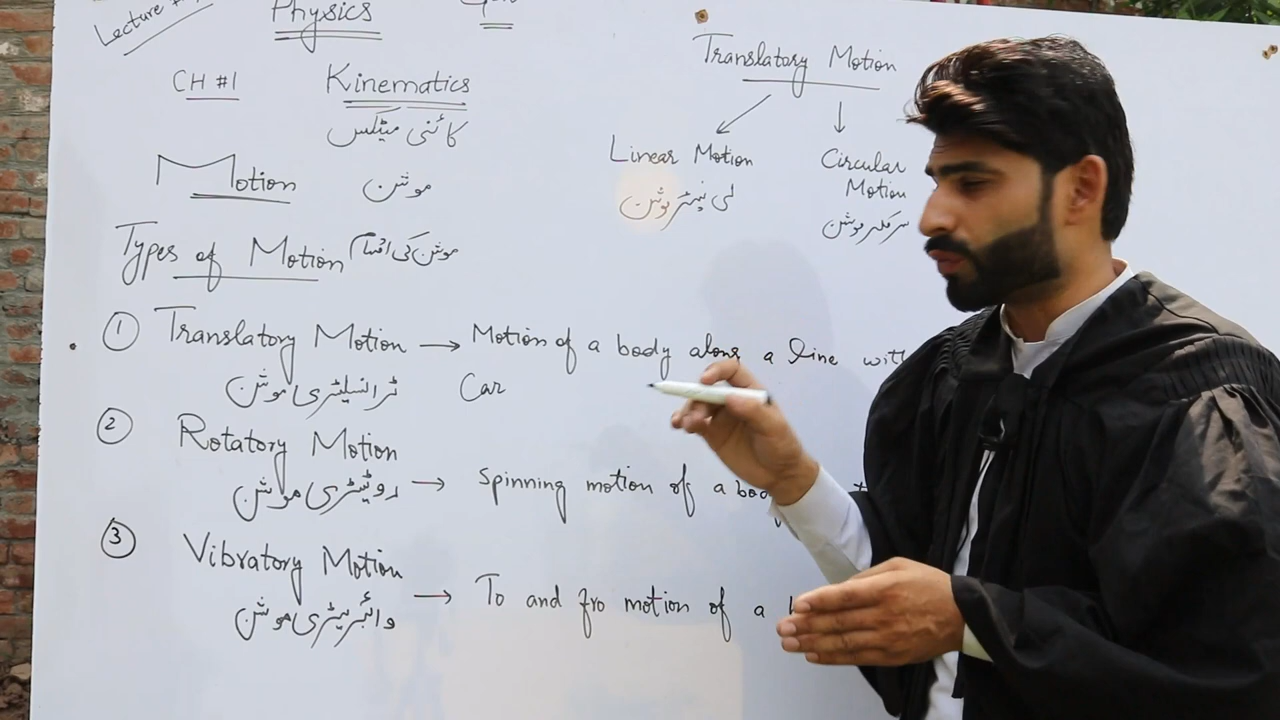 Lecture #
Physics
CH #1
Kinematics
کائنی میٹکس
Motion
موشن
Types of Motion
موشن کی اقسام
① Translatory Motion → Motion of a body along a line with
ٹرانسلیٹری موشن
Car
② Rotatory Motion
روٹیٹری موشن → Spinning motion of a body
③ Vibratory Motion
وائبریٹری موشن → To and fro motion of a
Translatory Motion
Linear Motion
موشن
Circular
Motion
سرکلر موشن